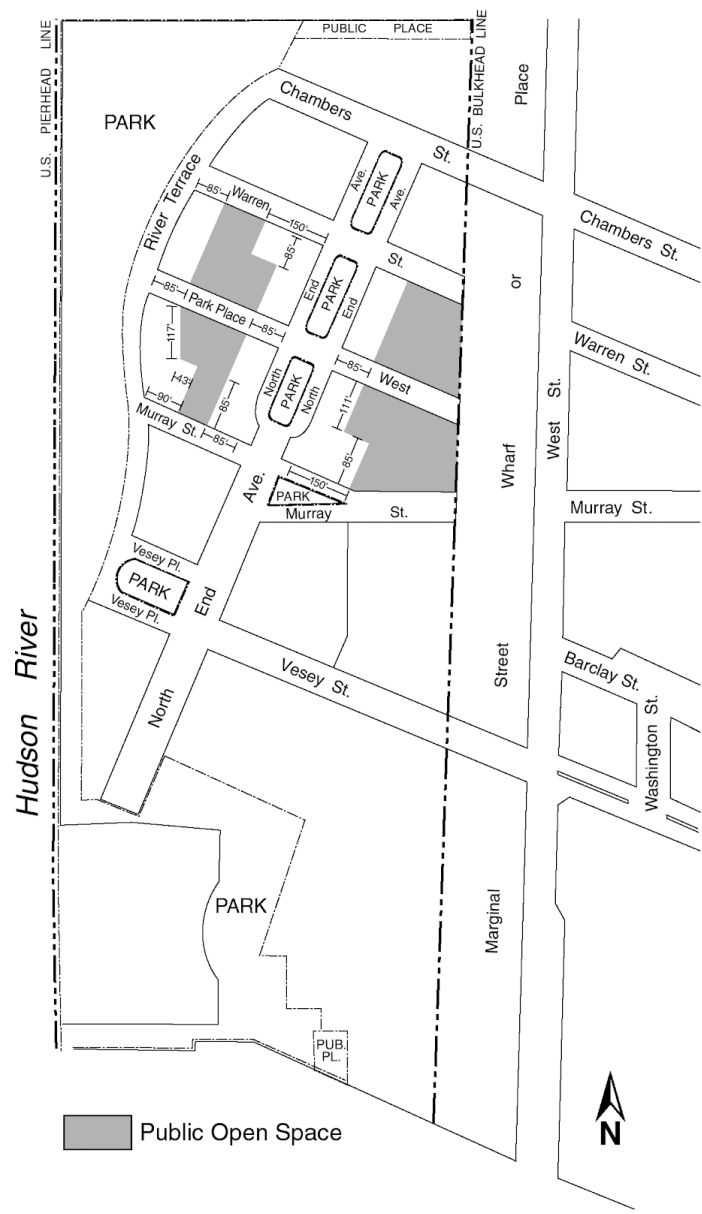 U.S. PIERHEAD LINE
PUBLIC PLACE
U.S. BULKHEAD LINE
Place
PARK
Chambers
St.
Ave.
PARK
Ave.
River Terrace
85'
Warren
150'
St.
85'
Chambers St.
or
End
PARK
End
85'
Park Place
85'
117'
North
PARK
North
85'
West
111'
Warren St.
West St.
43'
90'
85'
Murray St.
85'
Ave.
85'
150'
PARK
Murray
St.
Wharf
Murray St.
Vesey Pl.
PARK
Vesey Pl.
End
Hudson River
North
Vesey St.
Street
Barclay St.
Washington St.
PARK
Marginal
PUB.
PL.
Public Open Space
N